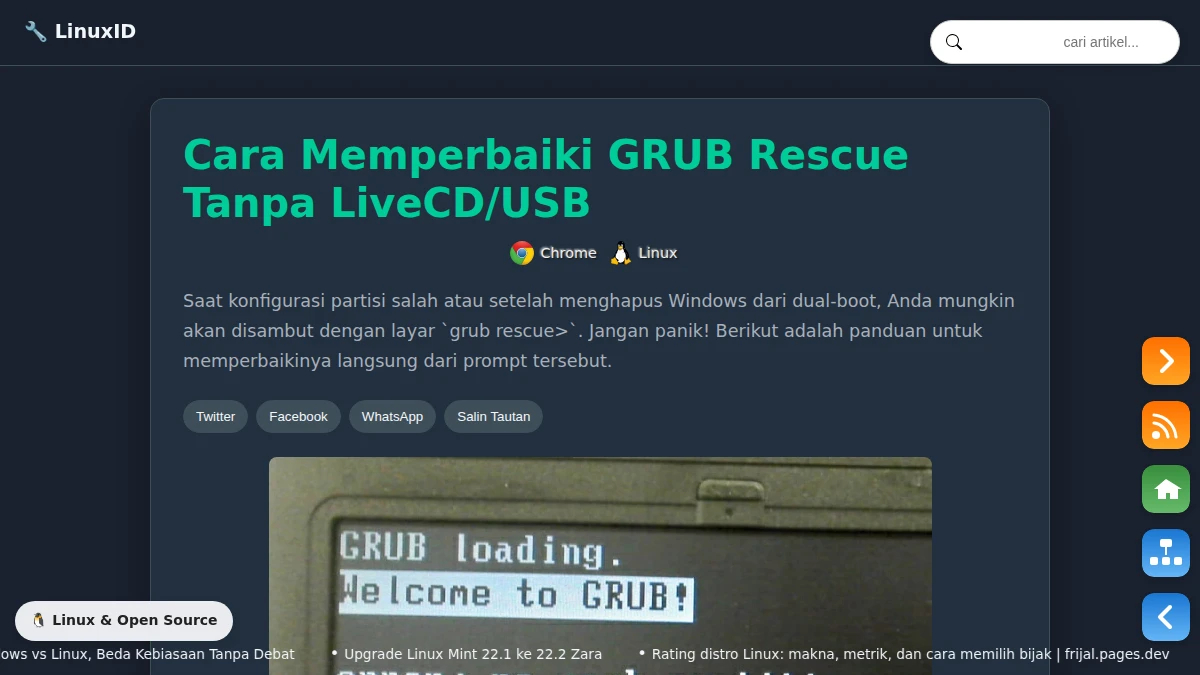 LinuxID
cari artikel...
Cara Memperbaiki GRUB Rescue
Tanpa LiveCD/USB
Chrome Linux
Saat konfigurasi partisi salah atau setelah menghapus Windows dari dual-boot, Anda mungkin
akan disambut dengan layar `grub rescue>`. Jangan panik! Berikut adalah panduan untuk
memperbaikinya langsung dari prompt tersebut.
Twitter Facebook WhatsApp Salin Tautan
GRUB loading.
Welcome to GRUB!
Linux & Open Source
ows vs Linux, Beda Kebiasaan Tanpa Debat • Upgrade Linux Mint 22.1 ke 22.2 Zara • Rating distro Linux: makna, metrik, dan cara memilih bijak | frijal.pages.dev